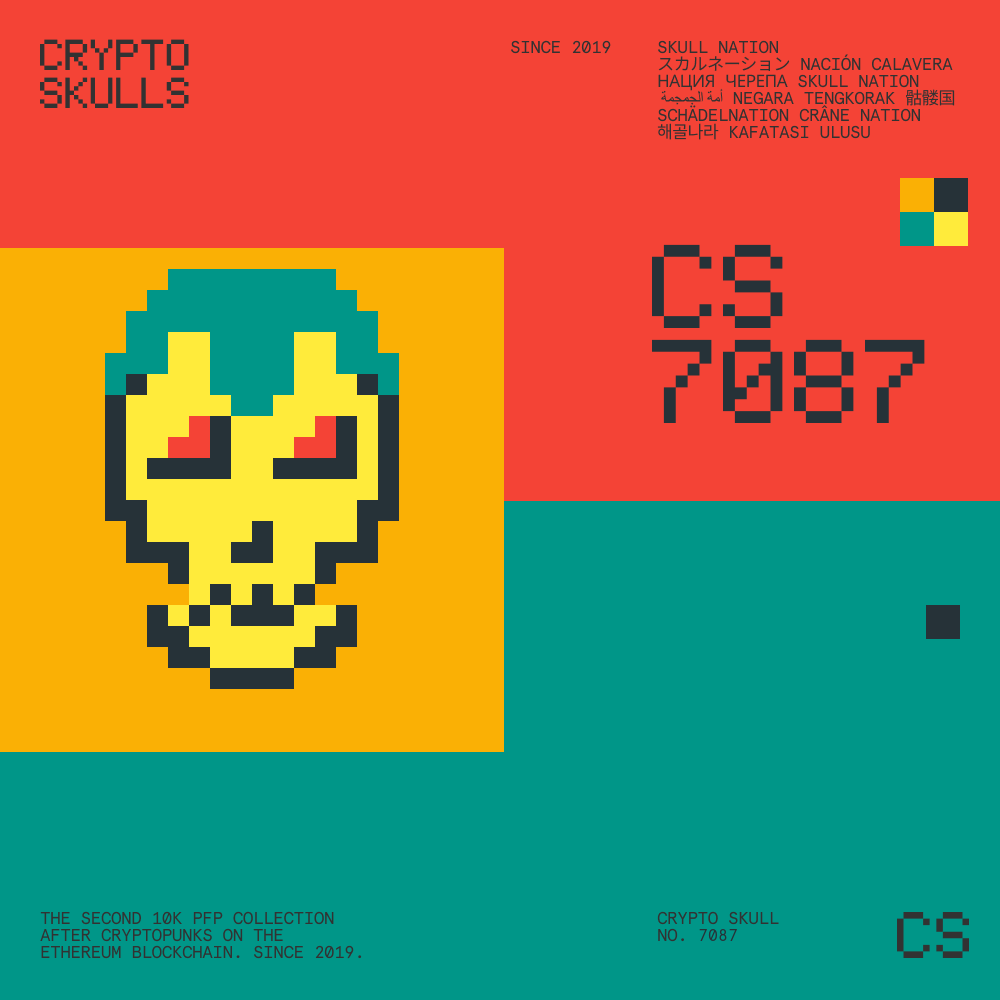 CRYPTO
SKULLS
SINCE 2019
SKULL NATION
スカルネーション NACIÓN CALAVERA
НАЦИЯ ЧЕРЕПА SKULL NATION
أمة الجمجمة NEGARA TENGKORAK 骷髅国
SCHÄDELNATION CRÂNE NATION
해골나라 KAFATASI ULUSU
CS
7087
THE SECOND 10K PFP COLLECTION
AFTER CRYPTOPUNKS ON THE
ETHEREUM BLOCKCHAIN. SINCE 2019.
CRYPTO SKULL
NO. 7087
CS